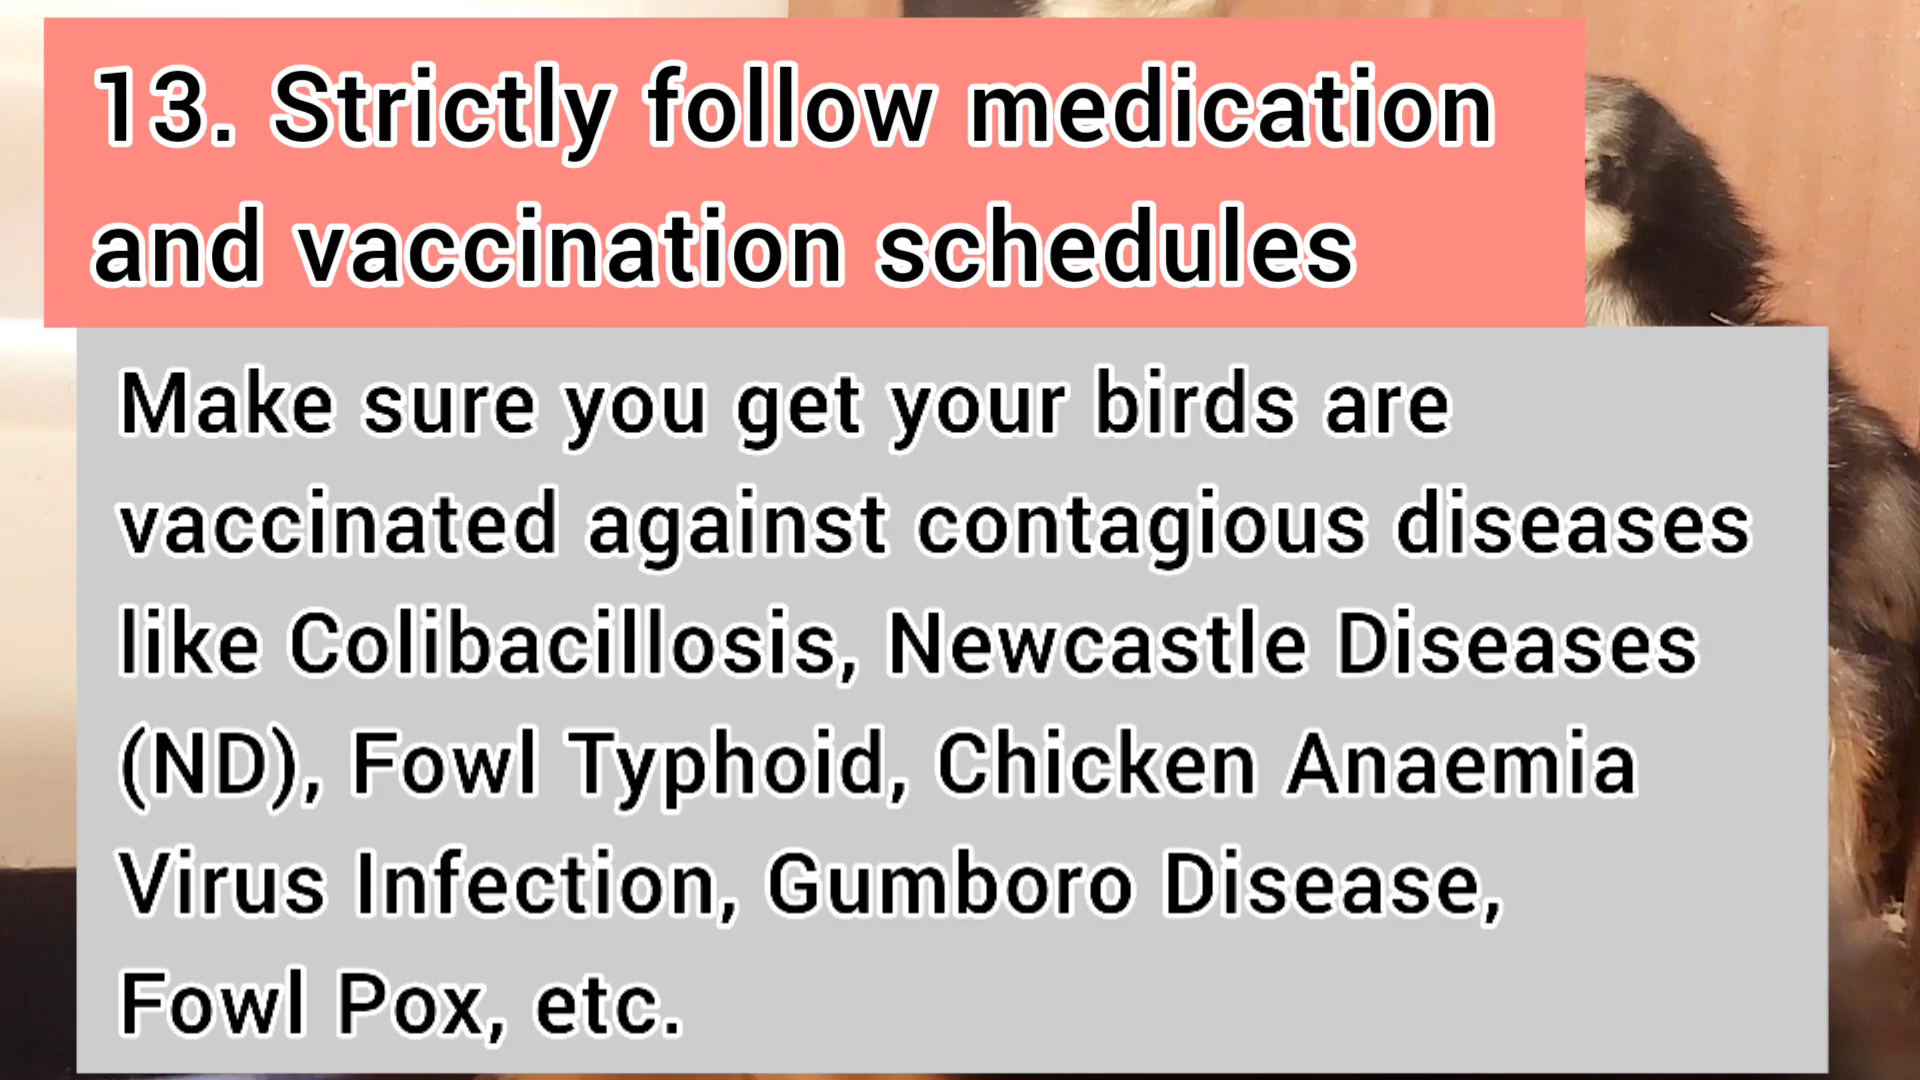 13. Strictly follow medication
and vaccination schedules
Make sure you get your birds are
vaccinated against contagious diseases
like Colibacillosis, Newcastle Diseases
(ND), Fowl Typhoid, Chicken Anaemia
Virus Infection, Gumboro Disease,
Fowl Pox, etc.